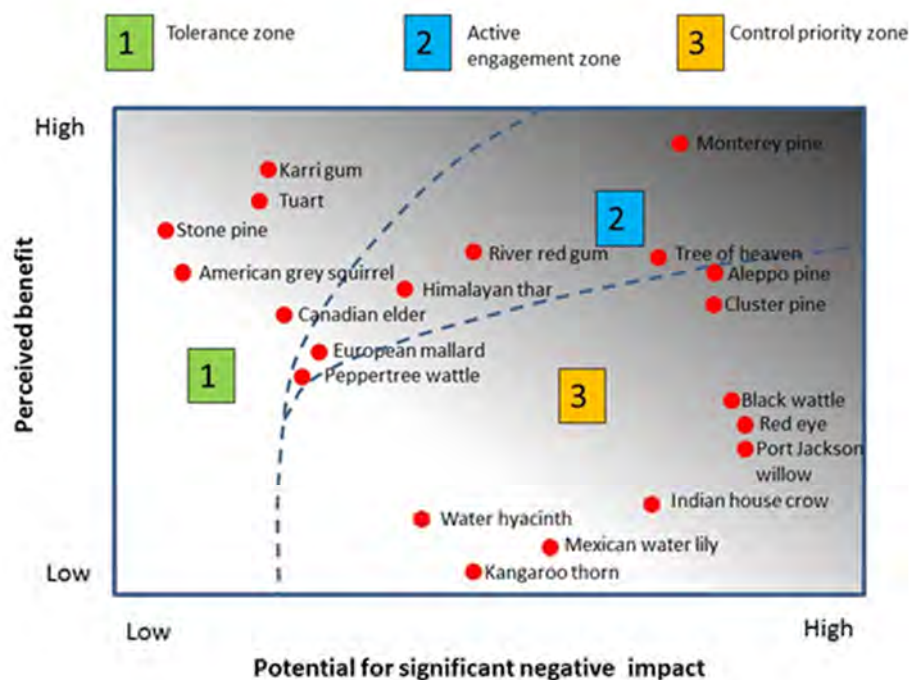 1 Tolerance zone
2 Active
engagement zone
3 Control priority zone
High
Monterey pine
Karri gum
Tuart
2
Stone pine
River red gum
Tree of heaven
American grey squirrel
Aleppo pine
Himalayan thar
Cluster pine
Canadian elder
European mallard
1
Peppertree wattle
3
Black wattle
Red eye
Port Jackson
willow
Indian house crow
Water hyacinth
Mexican water lily
Kangaroo thorn
Low
Perceived benefit
Low
High
Potential for significant negative impact